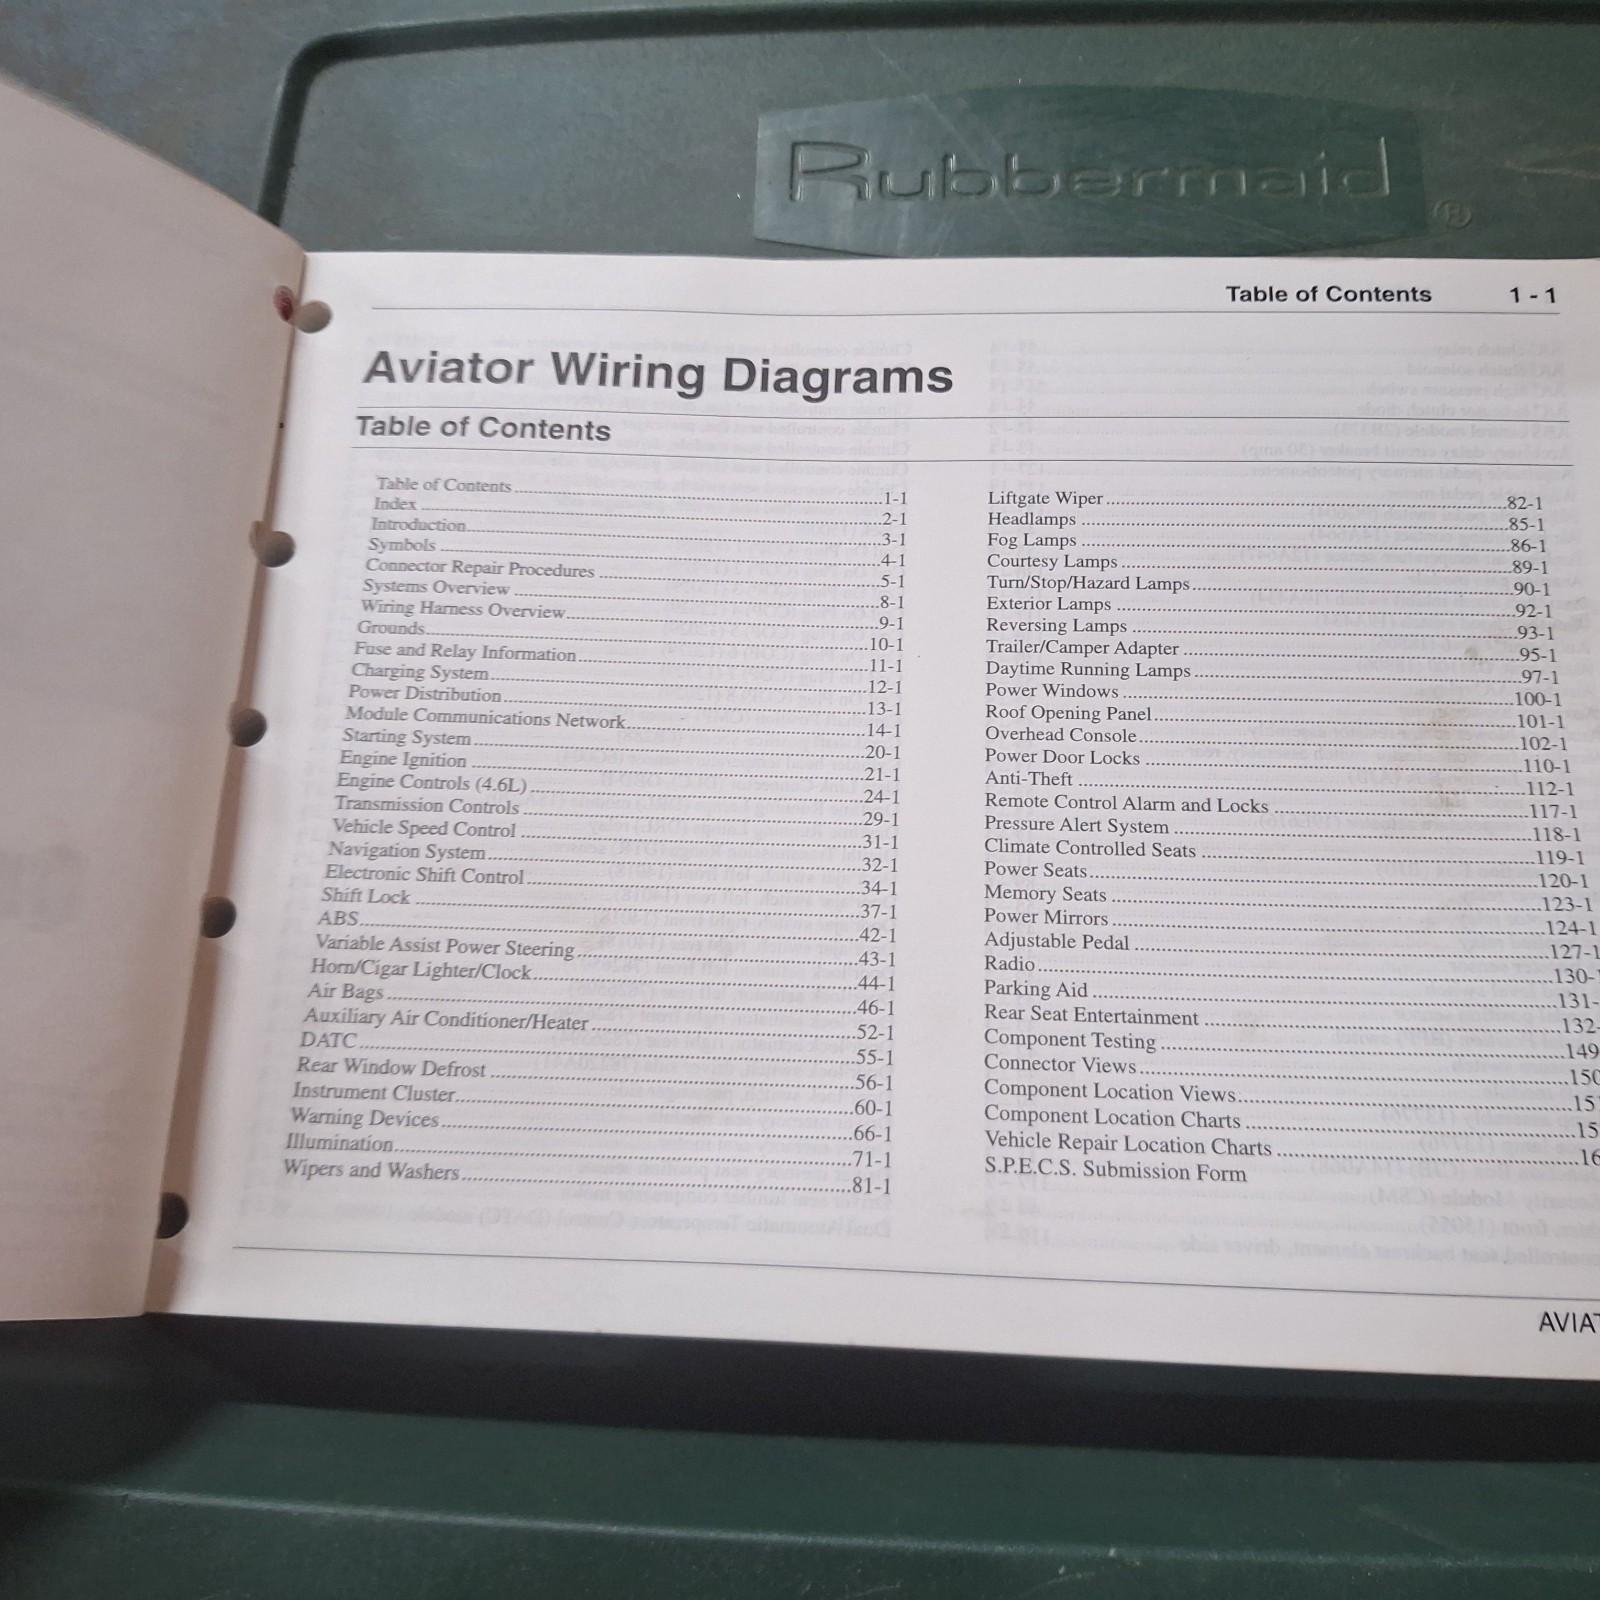 Rubbermaid ®
Table of Contents 1 - 1
Aviator Wiring Diagrams
Table of Contents
Table of Contents 1-1
Index 2-1
Introduction 3-1
Symbols 4-1
Connector Repair Procedures 5-1
Systems Overview 8-1
Wiring Harness Overview 9-1
Grounds 10-1
Fuse and Relay Information 11-1
Charging System 12-1
Power Distribution 13-1
Module Communications Network 14-1
Starting System 20-1
Engine Ignition 21-1
Engine Controls (4.6L) 24-1
Transmission Controls 29-1
Vehicle Speed Control 31-1
Navigation System 32-1
Electronic Shift Control 34-1
Shift Lock 37-1
ABS 42-1
Variable Assist Power Steering 43-1
Horn/Cigar Lighter/Clock 44-1
Air Bags 46-1
Auxiliary Air Conditioner/Heater 52-1
DATC 55-1
Rear Window Defrost 56-1
Instrument Cluster 60-1
Warning Devices 66-1
Illumination 71-1
Wipers and Washers 81-1
Liftgate Wiper 82-1
Headlamps 85-1
Fog Lamps 86-1
Courtesy Lamps 89-1
Turn/Stop/Hazard Lamps 90-1
Exterior Lamps 92-1
Reversing Lamps 93-1
Trailer/Camper Adapter 95-1
Daytime Running Lamps 97-1
Power Windows 100-1
Roof Opening Panel 101-1
Overhead Console 102-1
Power Door Locks 110-1
Anti-Theft 112-1
Remote Control Alarm and Locks 117-1
Pressure Alert System 118-1
Climate Controlled Seats 119-1
Power Seats 120-1
Memory Seats 123-1
Power Mirrors 124-1
Adjustable Pedal 127-1
Radio 130-
Parking Aid 131-
Rear Seat Entertainment 132-
Component Testing 149
Connector Views 150
Component Location Views 15
Component Location Charts 15
Vehicle Repair Location Charts 16
S.P.E.C.S. Submission Form
AVIAT